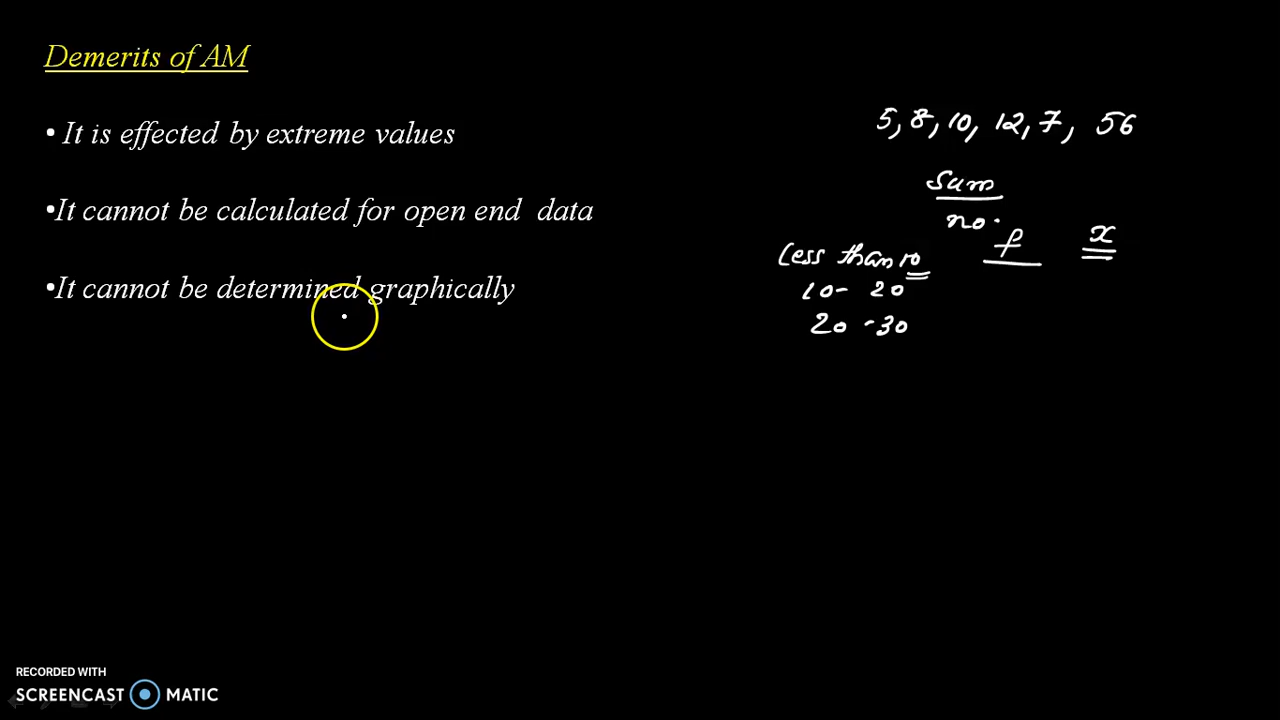 Demerits of AM
• It is effected by extreme values
•It cannot be calculated for open end data
•It cannot be determined graphically
5, 8, 10, 12, 7, 56
Sum
no.
f x
Less than 10
10- 20
20 -30
RECORDED WITH
SCREENCAST MATIC